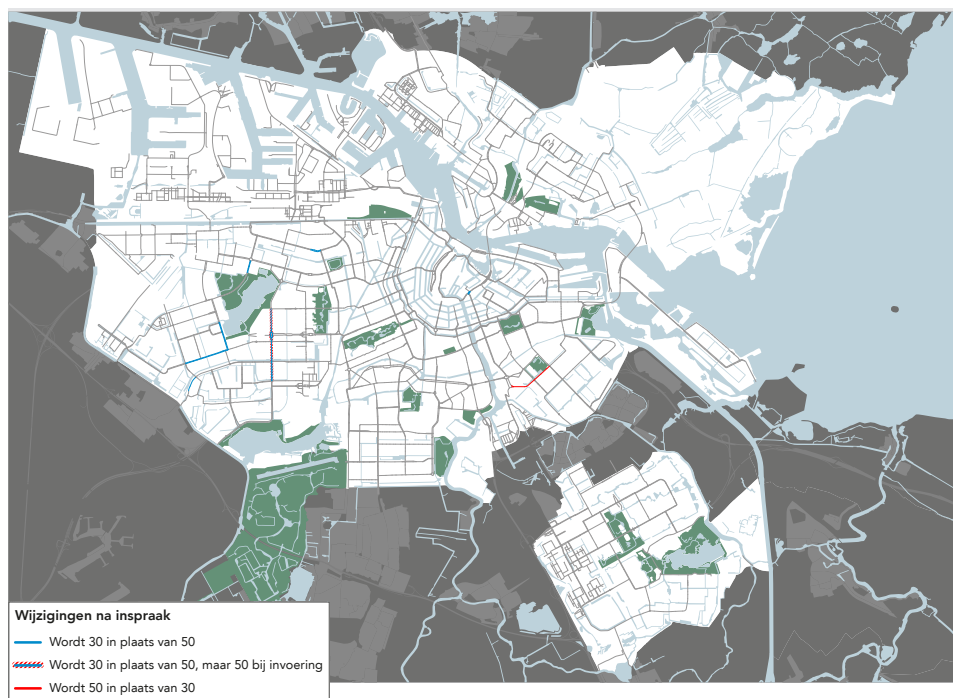 Wijzigingen na inspraak
Wordt 30 in plaats van 50
Wordt 30 in plaats van 50, maar 50 bij invoering
Wordt 50 in plaats van 30